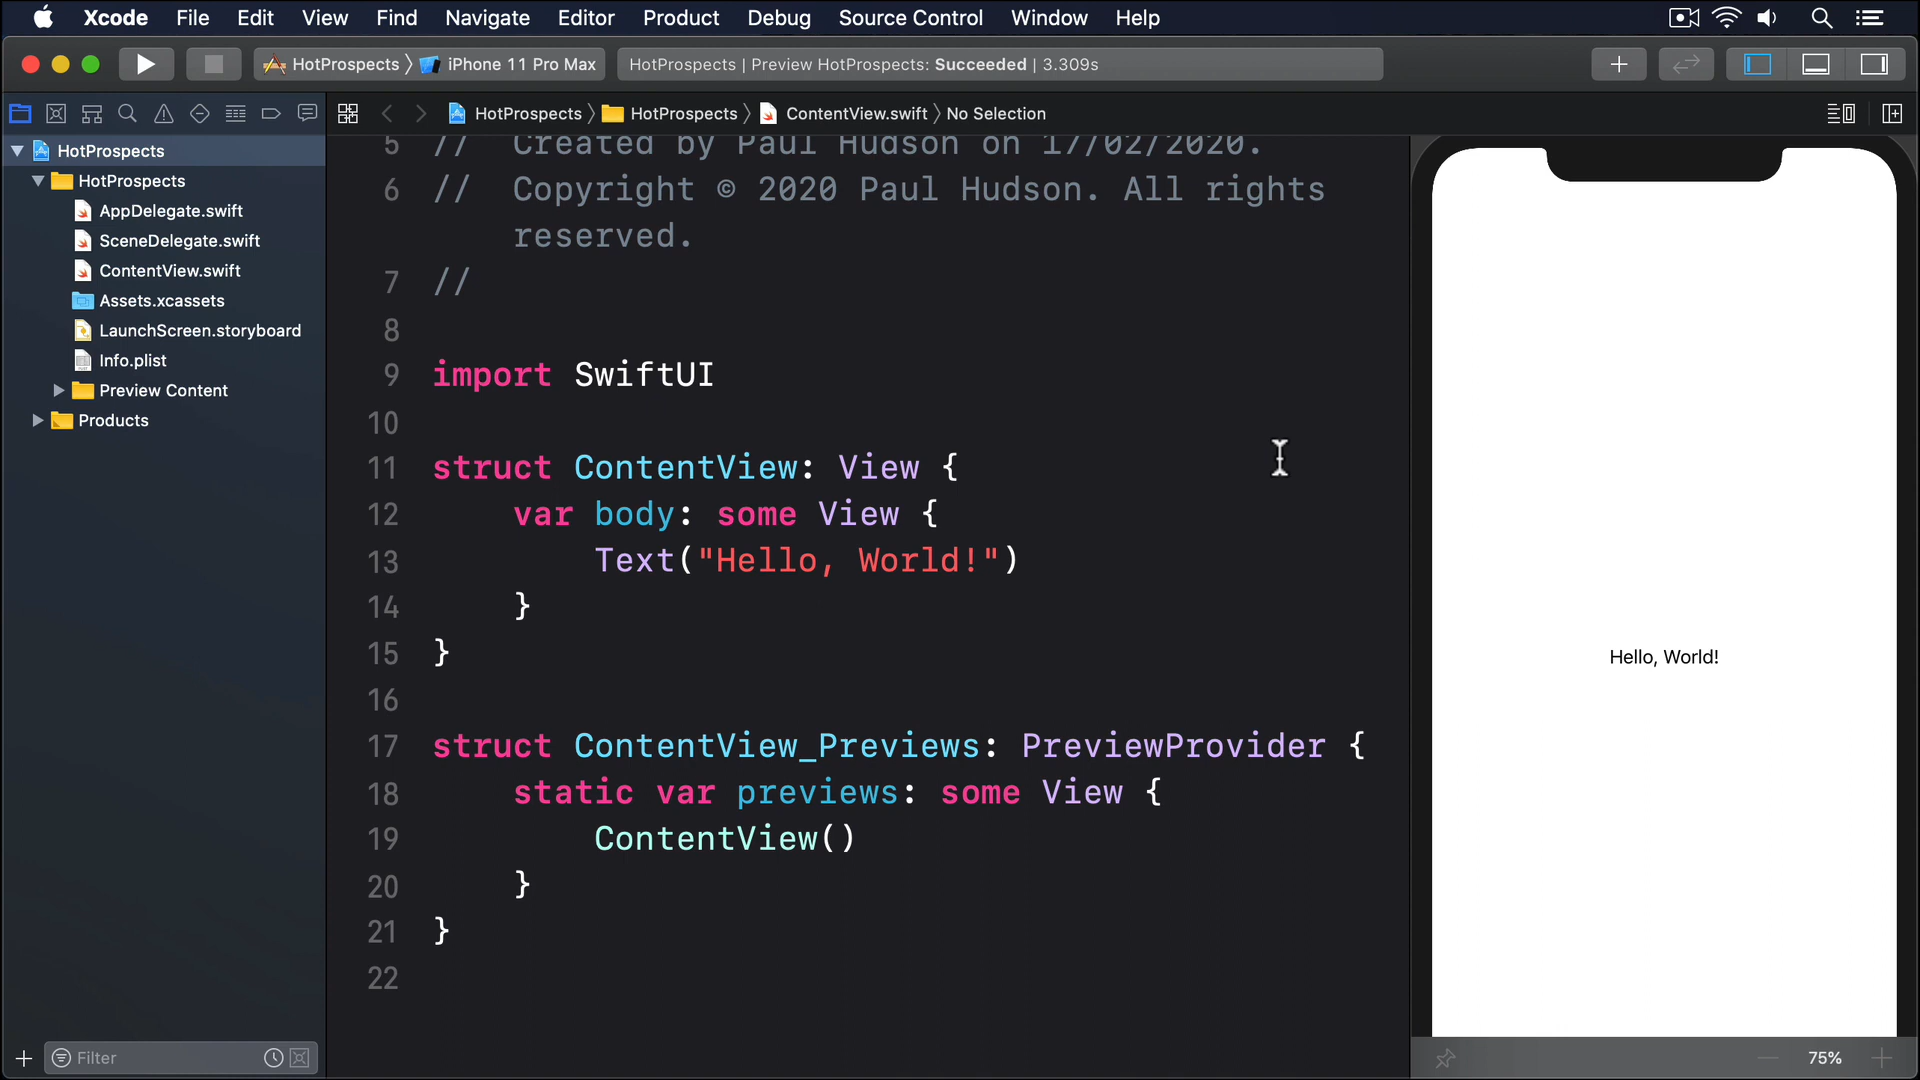 Xcode File Edit View Find Navigate Editor Product Debug Source Control Window Help
HotProspects iPhone 11 Pro Max HotProspects | Preview HotProspects: Succeeded | 3.309s
HotProspects HotProspects ContentView.swift No Selection
HotProspects
HotProspects
AppDelegate.swift
SceneDelegate.swift
ContentView.swift
Assets.xcassets
LaunchScreen.storyboard
Info.plist
Preview Content
Products
Filter
5 // Created by Paul Hudson on 17/02/2020.
6 // Copyright © 2020 Paul Hudson. All rights
reserved.
7 //
8
9 import SwiftUI
10
11 struct ContentView: View {
12 var body: some View {
13 Text("Hello, World!")
14 }
15 }
16
17 struct ContentView_Previews: PreviewProvider {
18 static var previews: some View {
19 ContentView()
20 }
21 }
22
Hello, World!
75%